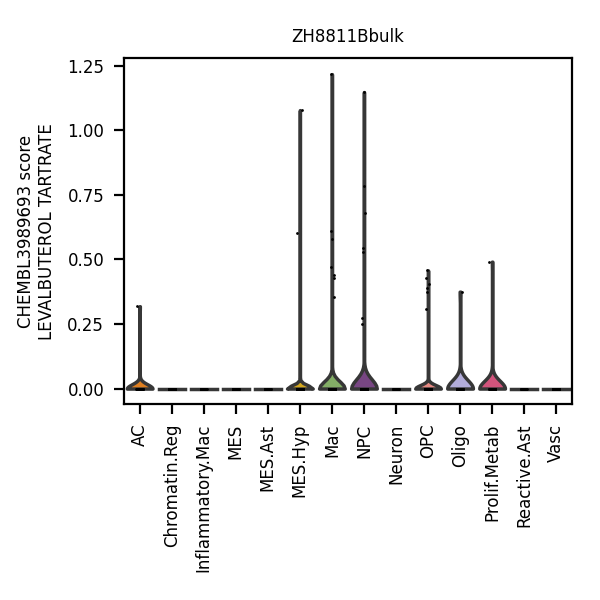 ZH8811Bbulk
CHEMBL3989693 score
LEVALBUTEROL TARTRATE
1.25
1.00
0.75
0.50
0.25
0.00
AC
Chromatin.Reg
Inflammatory.Mac
MES
MES.Ast
MES.Hyp
Mac
NPC
Neuron
OPC
Oligo
Prolif.Metab
Reactive.Ast
Vasc